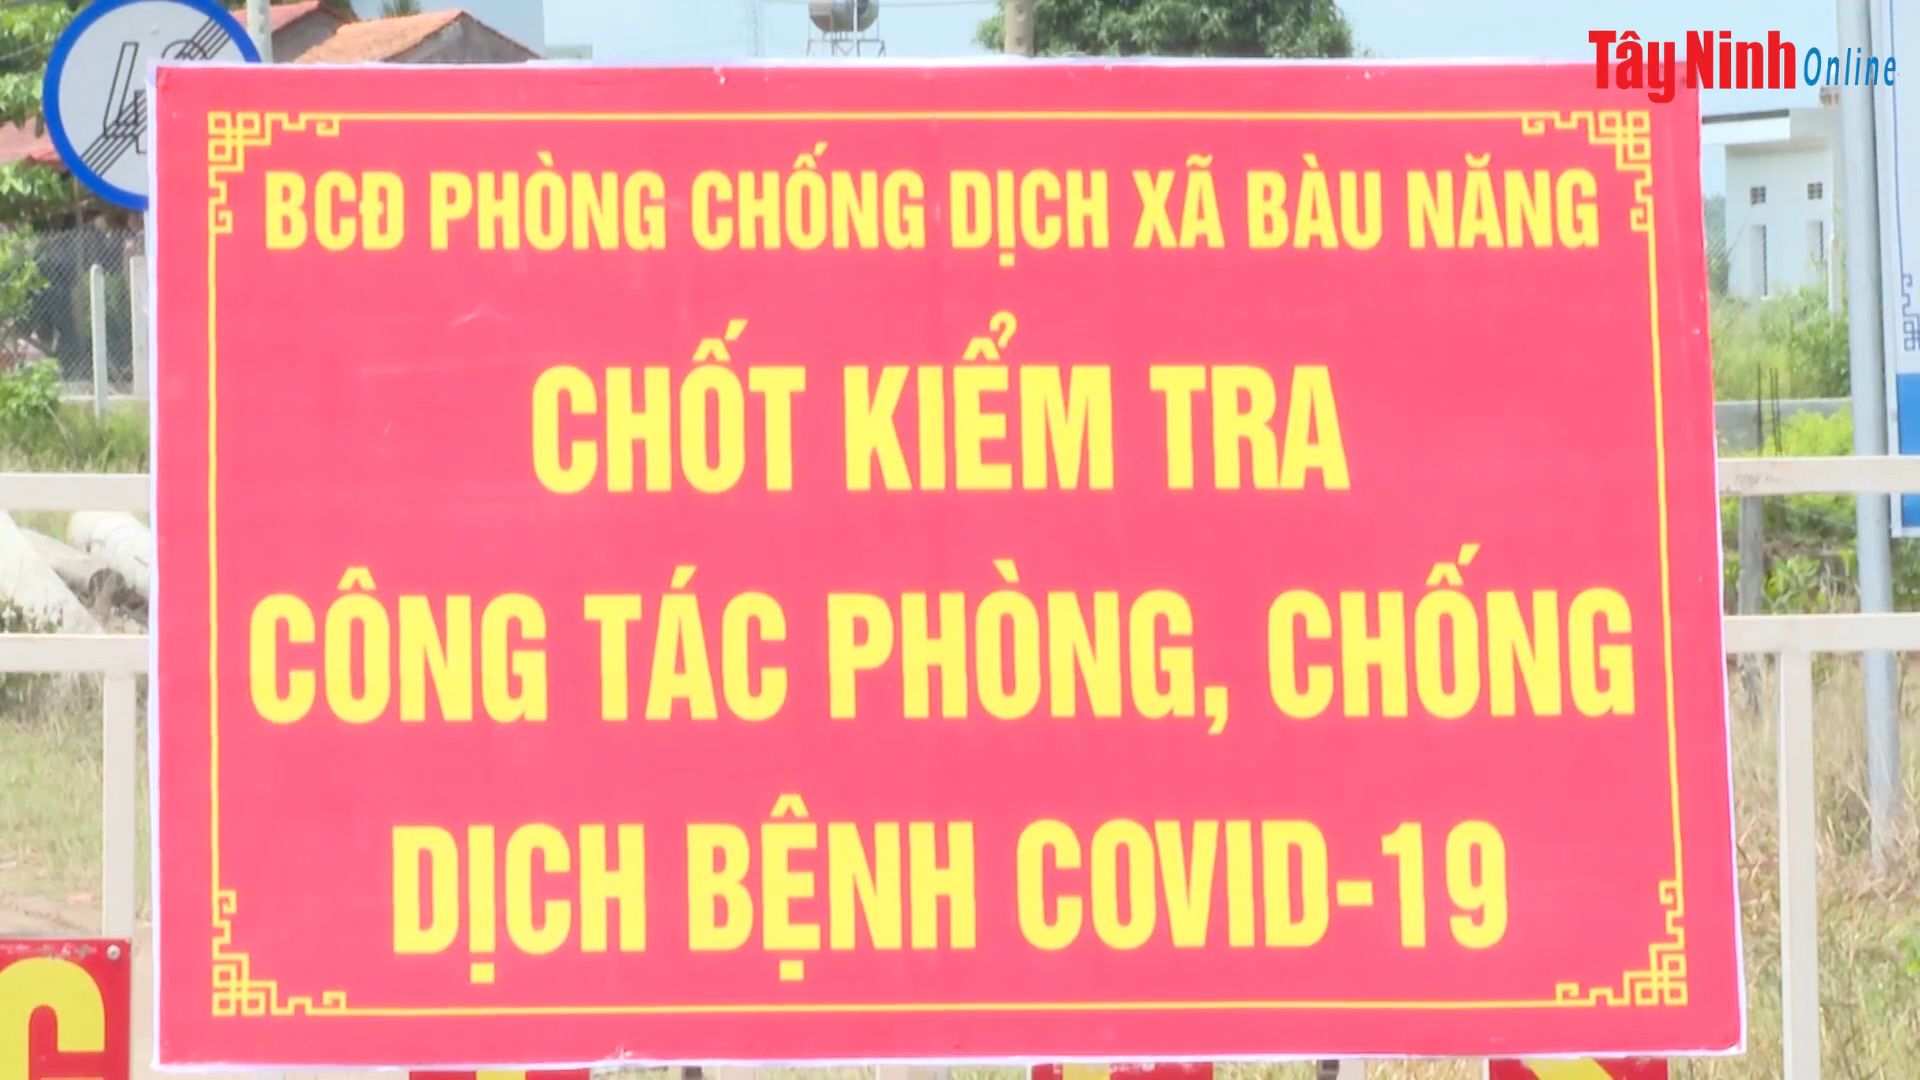 Tây Ninh Online
BCĐ PHÒNG CHỐNG DỊCH XÃ BÀU NĂNG
CHỐT KIỂM TRA
CÔNG TÁC PHÒNG, CHỐNG
DỊCH BỆNH COVID-19